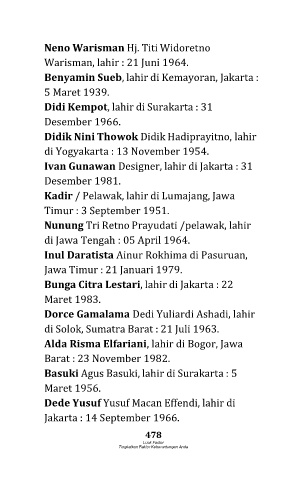 Neno Warisman Hj. Titi Widoretno
Warisman, lahir : 21 Juni 1964.
Benyamin Sueb, lahir di Kemayoran, Jakarta :
5 Maret 1939.
Didi Kempot, lahir di Surakarta : 31
Desember 1966.
Didik Nini Thowok Didik Hadiprayitno, lahir
di Yogyakarta : 13 November 1954.
Ivan Gunawan Designer, lahir di Jakarta : 31
Desember 1981.
Kadir / Pelawak, lahir di Lumajang, Jawa
Timur : 3 September 1951.
Nunung Tri Retno Prayudati /pelawak, lahir
di Jawa Tengah : 05 April 1964.
Inul Daratista Ainur Rokhima di Pasuruan,
Jawa Timur : 21 Januari 1979.
Bunga Citra Lestari, lahir di Jakarta : 22
Maret 1983.
Dorce Gamalama Dedi Yuliardi Ashadi, lahir
di Solok, Sumatra Barat : 21 Juli 1963.
Alda Risma Elfariani, lahir di Bogor, Jawa
Barat : 23 November 1982.
Basuki Agus Basuki, lahir di Surakarta : 5
Maret 1956.
Dede Yusuf Yusuf Macan Effendi, lahir di
Jakarta : 14 September 1966.
478